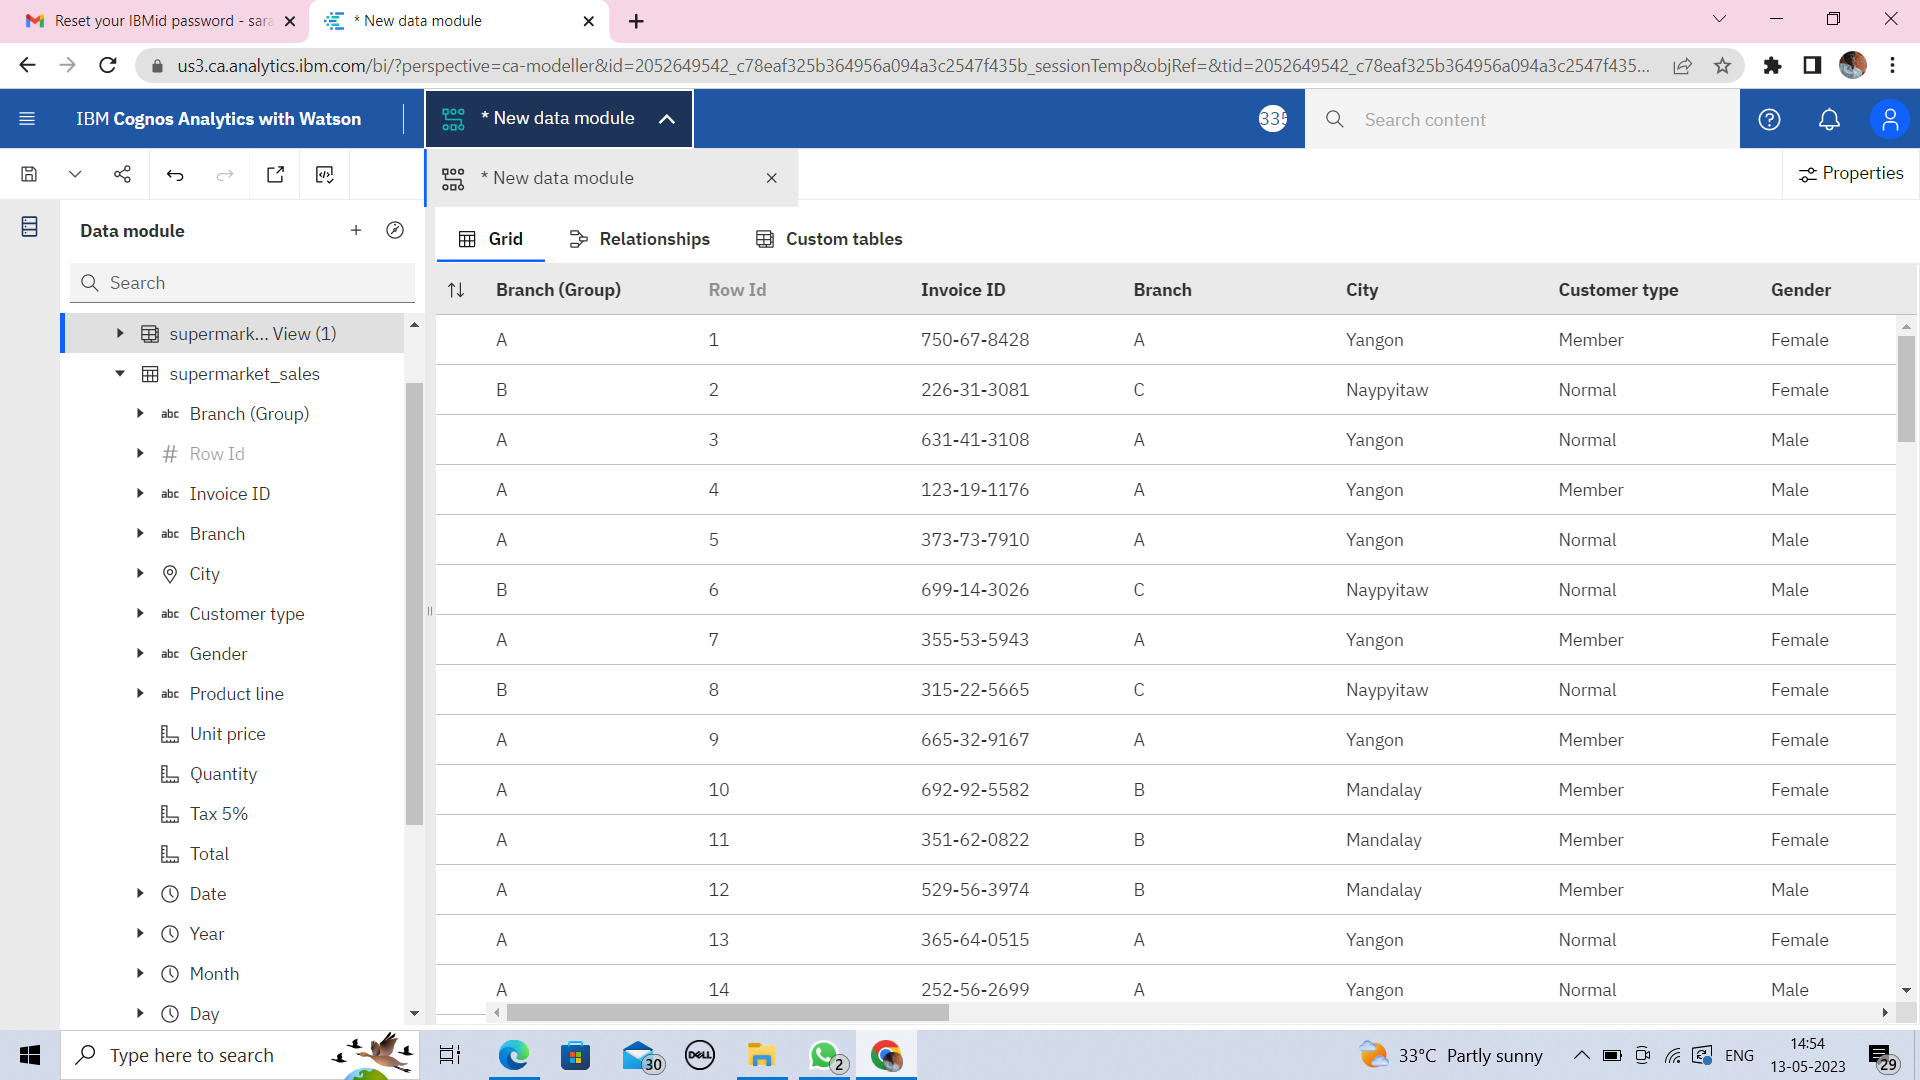 Reset your IBMid password - sara
* New data module
us3.ca.analytics.ibm.com/bi/?perspective=ca-modeller&id=2052649542_c78eaf325b364956a094a3c2547f435b_sessionTemp&objRef=&tid=2052649542_c78eaf325b364956a094a3c2547f435...
IBM Cognos Analytics with Watson
* New data module
335
Search content
* New data module
Properties
Data module
Search
supermark... View (1)
supermarket_sales
abc Branch (Group)
# Row Id
abc Invoice ID
abc Branch
City
abc Customer type
abc Gender
abc Product line
Unit price
Quantity
Tax 5%
Total
Date
Year
Month
Day
Grid Relationships Custom tables
Branch (Group) Row Id Invoice ID Branch City Customer type Gender
A 1 750-67-8428 A Yangon Member Female
B 2 226-31-3081 C Naypyitaw Normal Female
A 3 631-41-3108 A Yangon Normal Male
A 4 123-19-1176 A Yangon Member Male
A 5 373-73-7910 A Yangon Normal Male
B 6 699-14-3026 C Naypyitaw Normal Male
A 7 355-53-5943 A Yangon Member Female
B 8 315-22-5665 C Naypyitaw Normal Female
A 9 665-32-9167 A Yangon Member Female
A 10 692-92-5582 B Mandalay Member Female
A 11 351-62-0822 B Mandalay Member Female
A 12 529-56-3974 B Mandalay Member Male
A 13 365-64-0515 A Yangon Normal Female
A 14 252-56-2699 A Yangon Normal Male
Type here to search
30
DELL
2
33°C Partly sunny
ENG
14:54
13-05-2023
29